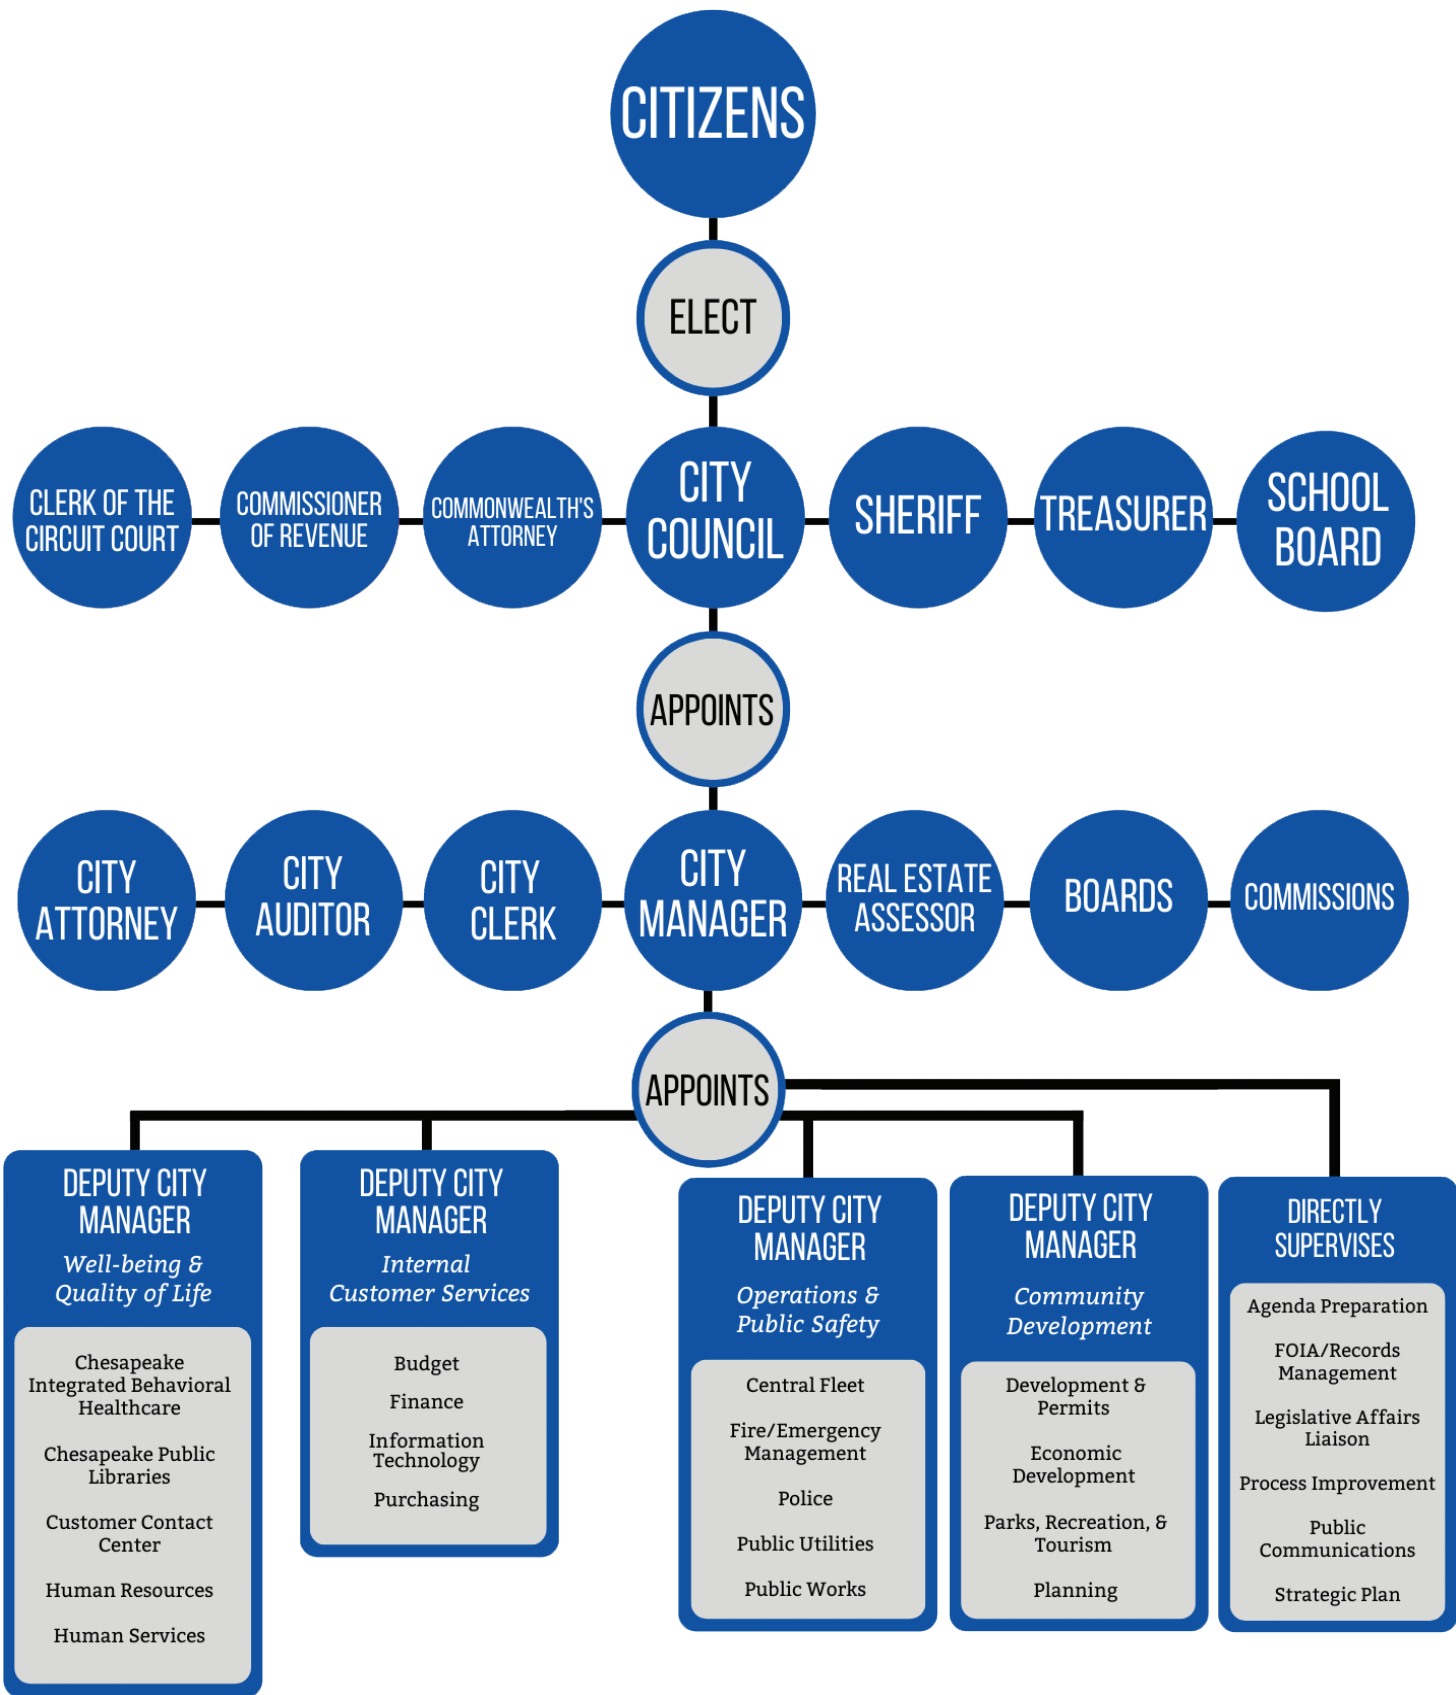 CITIZENS
ELECT
CLERK OF THE
CIRCUIT COURT
COMMISSIONER
OF REVENUE
COMMONWEALTH'S
ATTORNEY
CITY
COUNCIL
SHERIFF
TREASURER
SCHOOL
BOARD
APPOINTS
CITY
ATTORNEY
CITY
AUDITOR
CITY
CLERK
CITY
MANAGER
REAL ESTATE
ASSESSOR
BOARDS
COMMISSIONS
APPOINTS
DEPUTY CITY
MANAGER
Well-being &
Quality of Life
Chesapeake
Integrated Behavioral
Healthcare
Chesapeake Public
Libraries
Customer Contact
Center
Human Resources
Human Services
DEPUTY CITY
MANAGER
Internal
Customer Services
Budget
Finance
Information
Technology
Purchasing
DEPUTY CITY
MANAGER
Operations &
Public Safety
Central Fleet
Fire/Emergency
Management
Police
Public Utilities
Public Works
DEPUTY CITY
MANAGER
Community
Development
Development &
Permits
Economic
Development
Parks, Recreation, &
Tourism
Planning
DIRECTLY
SUPERVISES
Agenda Preparation
FOIA/Records
Management
Legislative Affairs
Liaison
Process Improvement
Public
Communications
Strategic Plan